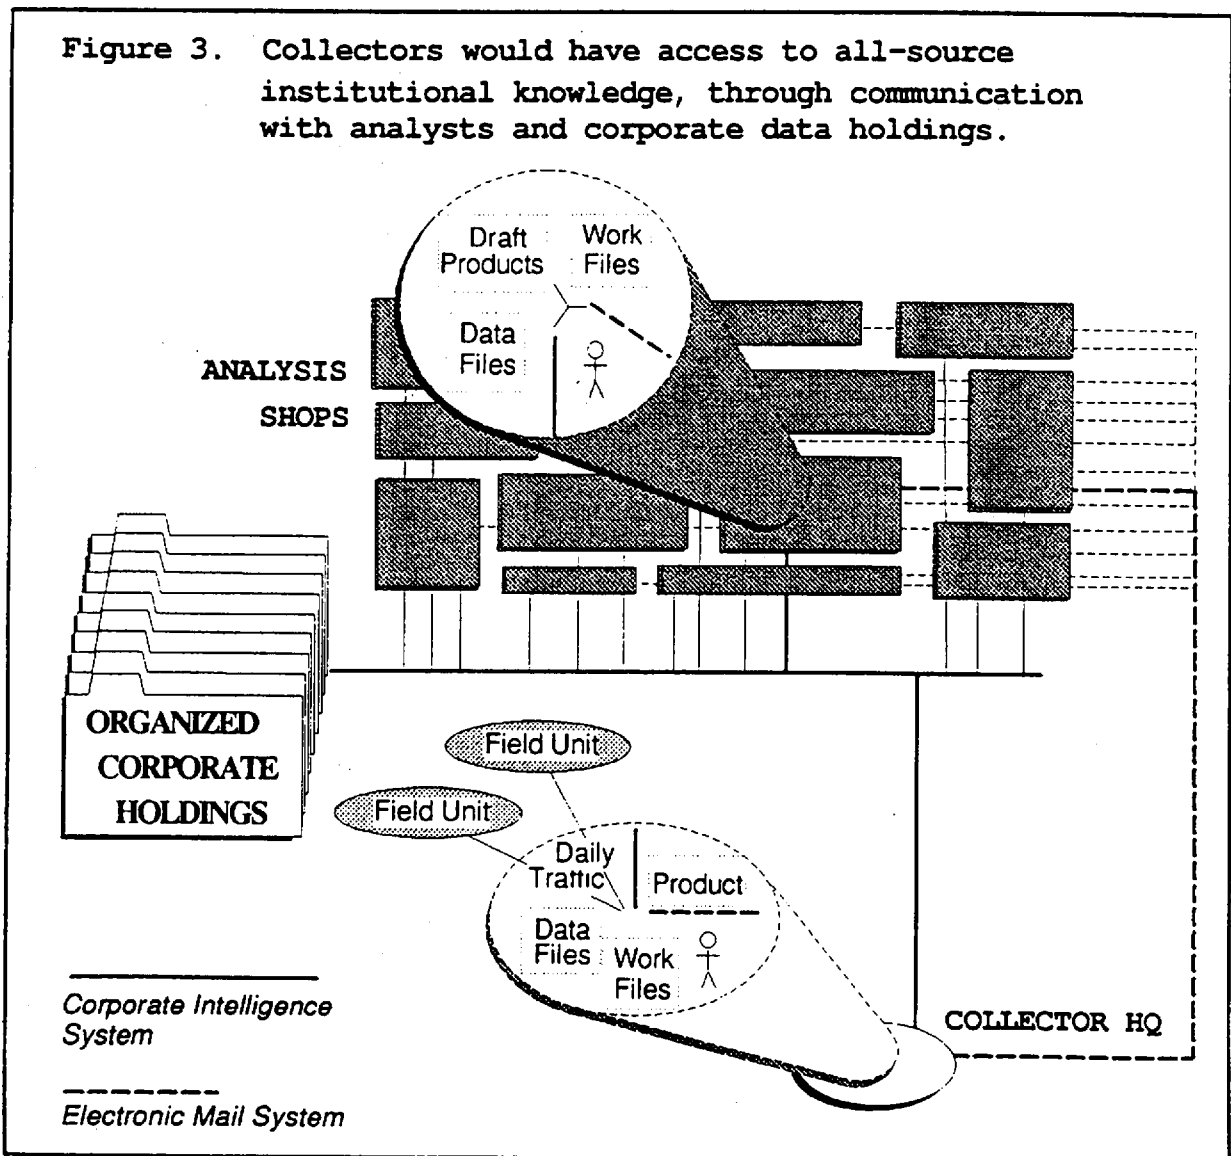 Figure 3. Collectors would have access to all-source
institutional knowledge, through communication
with analysts and corporate data holdings.
Draft
Products
Work
Files
Data
Files
ANALYSIS
SHOPS
ORGANIZED
CORPORATE
HOLDINGS
Field Unit
Field Unit
Daily
Traffic
Product
Data
Files
Work
Files
COLLECTOR HQ
Corporate Intelligence
System
Electronic Mail System